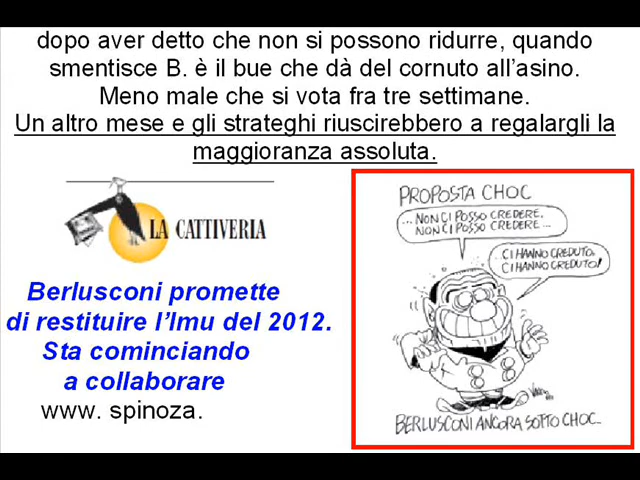 dopo aver detto che non si possono ridurre, quando
smentisce B. è il bue che dà del cornuto all'asino.
Meno male che si vota fra tre settimane.
Un altro mese e gli strateghi riuscirebbero a regalargli la
maggioranza assoluta.
LA CATTIVERIA
Berlusconi promette
di restituire l'Imu del 2012.
Sta cominciando
a collaborare
www. spinoza.
PROPOSTA CHOC
...NON CI POSSO CREDERE,
NON CI POSSO CREDERE...
...CI HANNO CREDUTO,
CI HANNO CREDUTO!
BERLUSCONI ANCORA SOTTO CHOC..